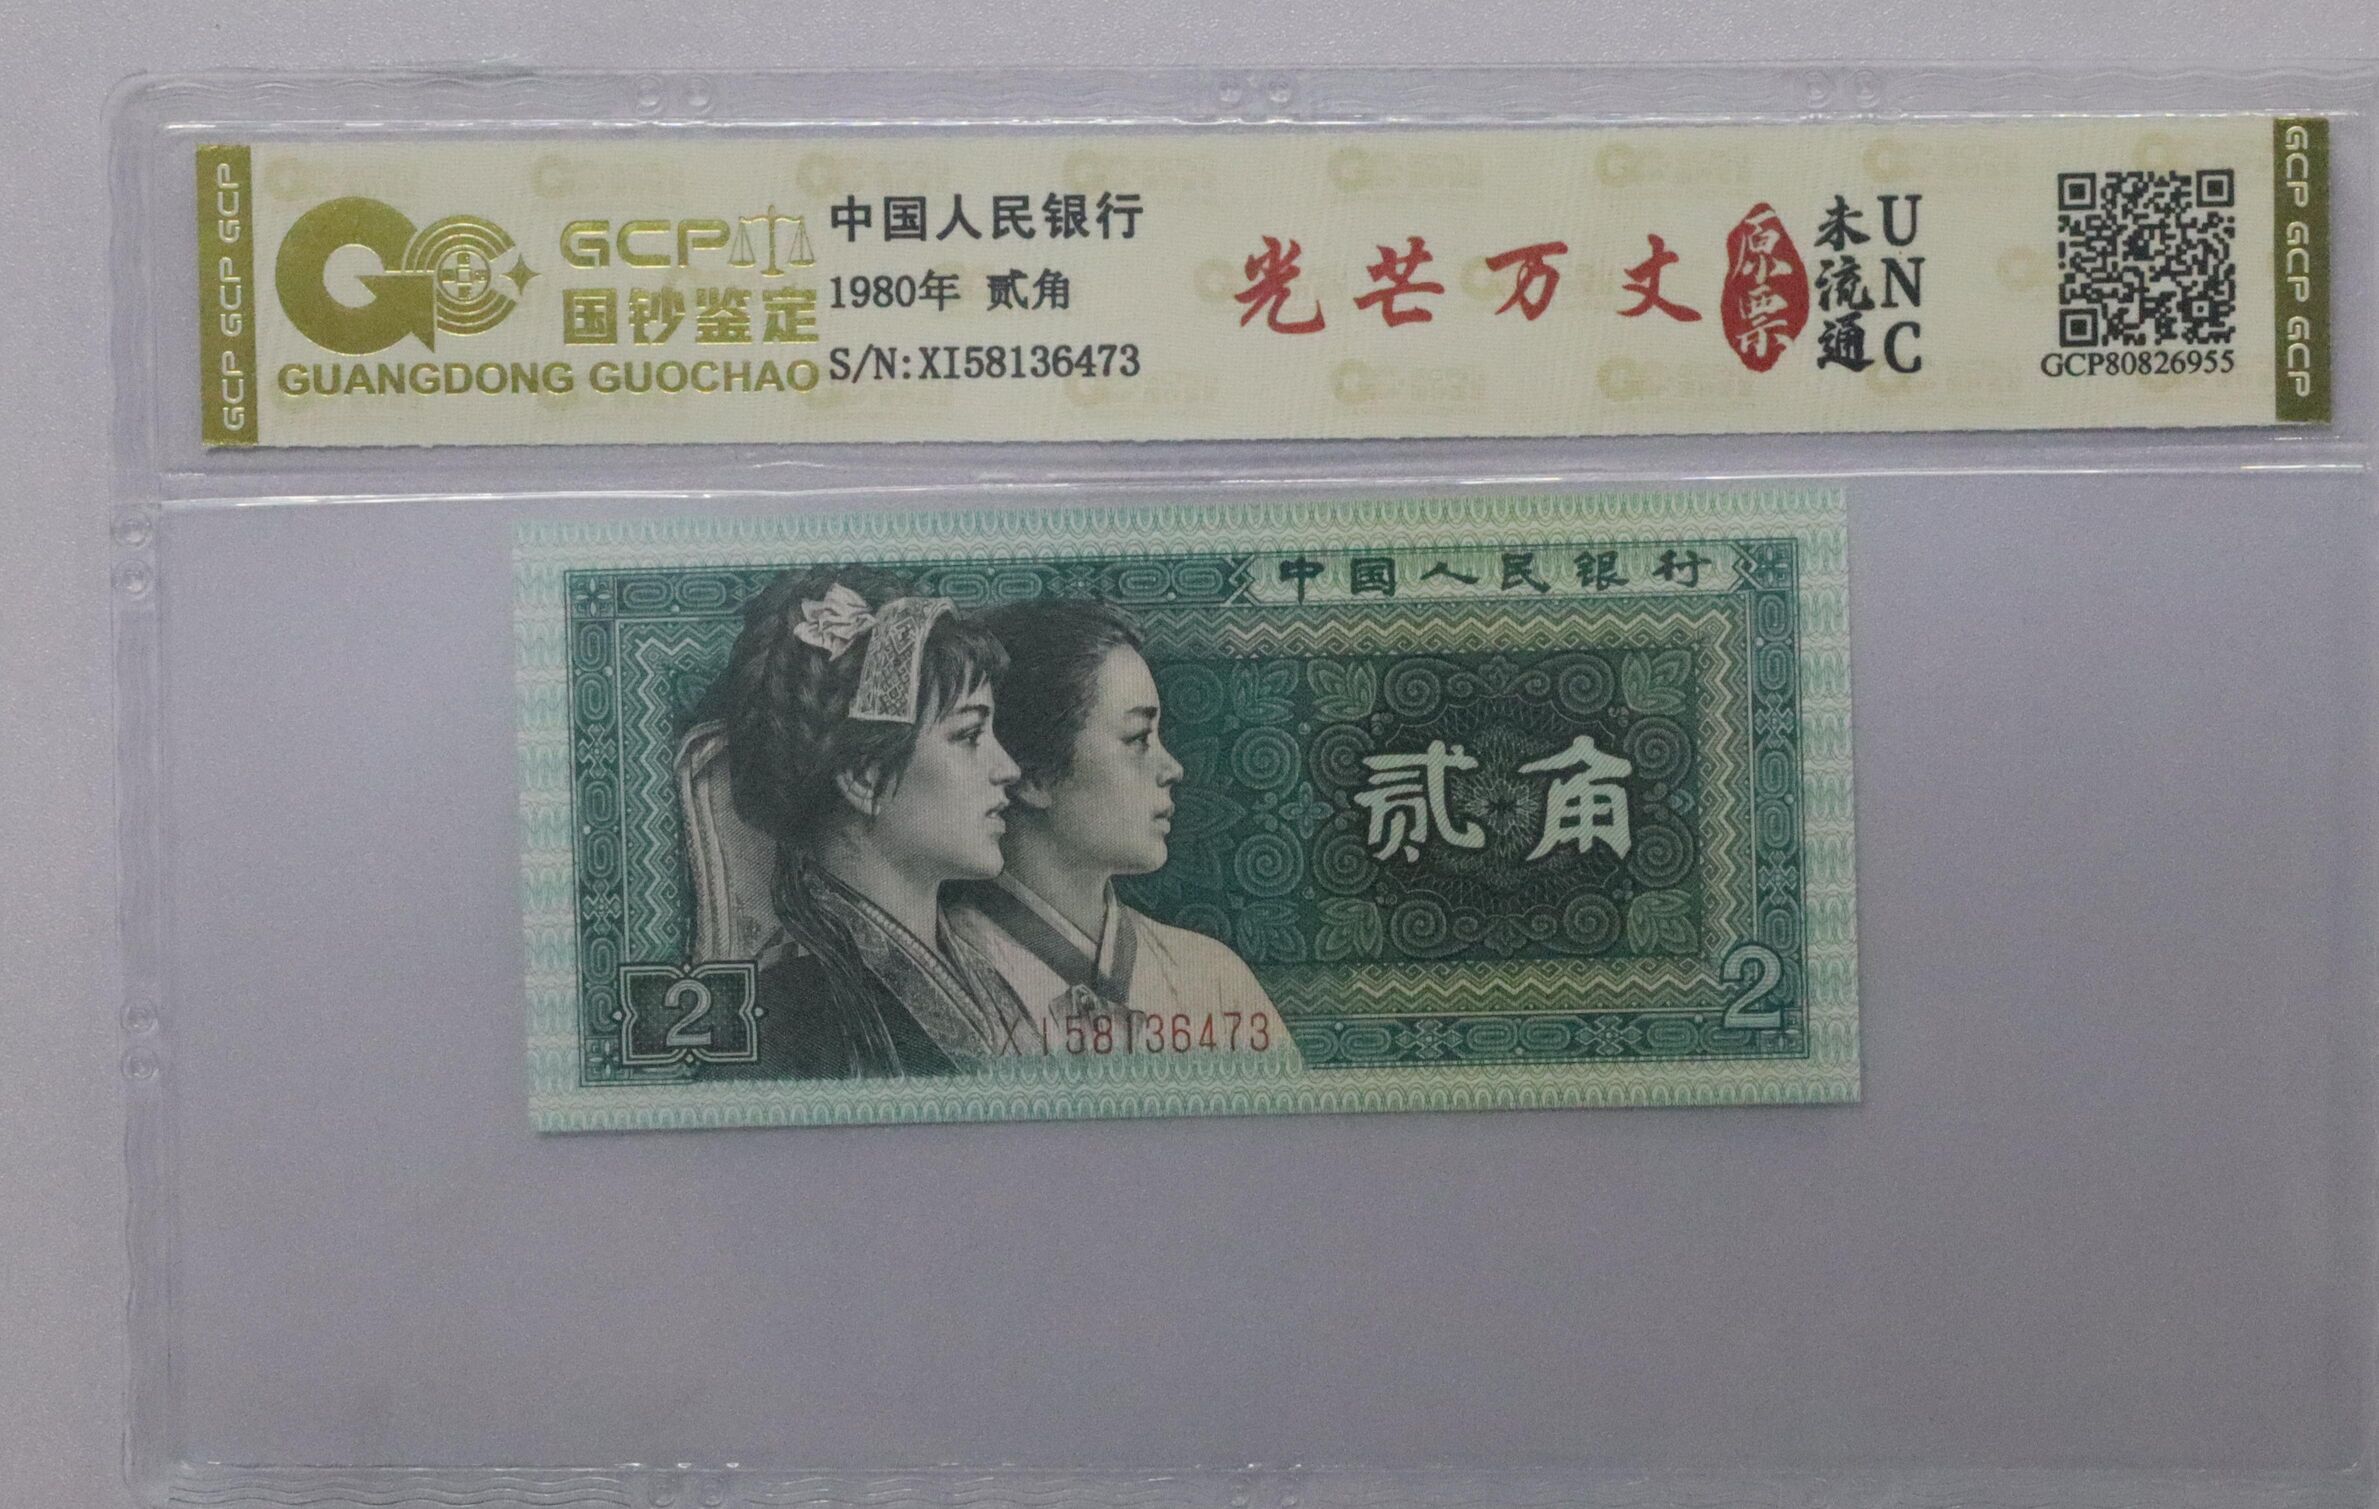 GCP GCP GCP
GCP
国钞鉴定
GUANGDONG GUOCHAO
中国人民银行
1980年 贰角
S/N:XI58136473
光芒万丈
原票
未流通
UNC
GCP80826955
GCP GCP GCP
中国人民银行
贰角
2
2
XI58136473